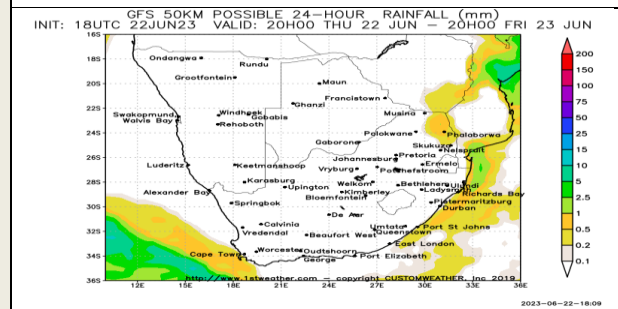 GFS 50KM POSSIBLE 24-HOUR RAINFALL (mm)
INIT: 18UTC 22JUN23 VALID: 20H00 THU 22 JUN – 20H00 FRI 23 JUN
16S
Ondangwa
Rundu
200
150
Grootfontein
20S
Maun
100
Francistown
22S
Ghanzi
75
Swakopmund
Walvis Bay
Windhoek
Gobabis
Rehoboth
Musina
50
24S
Polokwane
Phalaborwa
25
Gaborone
Skukuza
Nelspruit
15
26S
Pretoria
Johannesburg
Luderitz
Keetmanshoop
Vryburg
Potchefstroom
Ermelo
10
28S
Karasburg
Upington
Welkom
Kimberley
Bethlehem
Ulundi
Ladysmith
5
Alexander Bay
Bloemfontein
Richards Bay
2.5
30S
Springbok
Pietermaritzburg
Durban
De Aar
1
32S
Calvinia
Vredendal
Beaufort West
Umtata
Queenstown
Port St Johns
0.5
East London
0.2
34S
Cape Town
Worcester
Oudtshoorn
George
Port Elizabeth
0.1
http://www.1stweather.com – copyright CUSTOMWEATHER, Inc 2019
36S
12E 15E 18E 21E 24E 27E 30E 33E 36E
2023-06-22-18:09